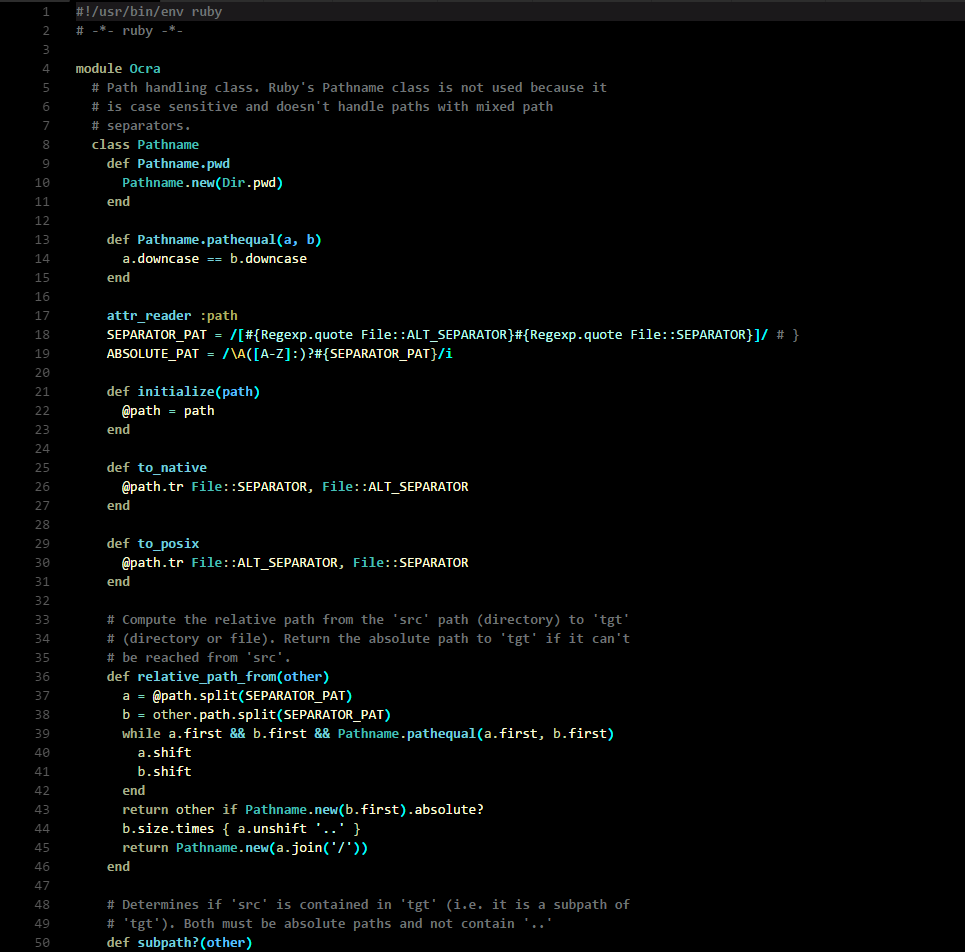 1 #!/usr/bin/env ruby
2 # -*- ruby -*-
3
4 module Ocra
5   # Path handling class. Ruby's Pathname class is not used because it
6   # is case sensitive and doesn't handle paths with mixed path
7   # separators.
8   class Pathname
9     def Pathname.pwd
10       Pathname.new(Dir.pwd)
11     end
12
13     def Pathname.pathequal(a, b)
14       a.downcase == b.downcase
15     end
16
17     attr_reader :path
18     SEPARATOR_PAT = /[#{Regexp.quote File::ALT_SEPARATOR}#{Regexp.quote File::SEPARATOR}]/ # }
19     ABSOLUTE_PAT = /\A([A-Z]:)?#{SEPARATOR_PAT}/i
20
21     def initialize(path)
22       @path = path
23     end
24
25     def to_native
26       @path.tr File::SEPARATOR, File::ALT_SEPARATOR
27     end
28
29     def to_posix
30       @path.tr File::ALT_SEPARATOR, File::SEPARATOR
31     end
32
33     # Compute the relative path from the 'src' path (directory) to 'tgt'
34     # (directory or file). Return the absolute path to 'tgt' if it can't
35     # be reached from 'src'.
36     def relative_path_from(other)
37       a = @path.split(SEPARATOR_PAT)
38       b = other.path.split(SEPARATOR_PAT)
39       while a.first && b.first && Pathname.pathequal(a.first, b.first)
40         a.shift
41         b.shift
42       end
43       return other if Pathname.new(b.first).absolute?
44       b.size.times { a.unshift '..' }
45       return Pathname.new(a.join('/'))
46     end
47
48     # Determines if 'src' is contained in 'tgt' (i.e. it is a subpath of
49     # 'tgt'). Both must be absolute paths and not contain '..'
50     def subpath?(other)